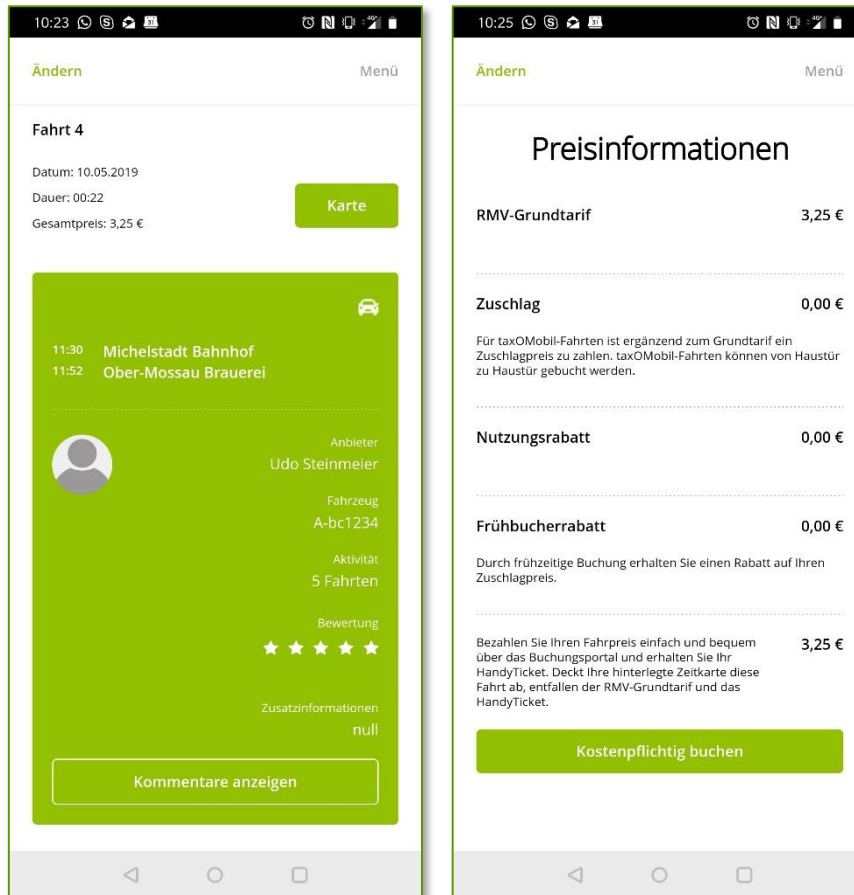 10:23
Ändern Menü
Fahrt 4
Datum: 10.05.2019
Dauer: 00:22
Gesamtpreis: 3,25 €
Karte
11:30 Michelstadt Bahnhof
11:52 Ober-Mossau Brauerei
Anbieter
Udo Steinmeier
Fahrzeug
A-bc1234
Aktivität
5 Fahrten
Bewertung
Zusatzinformationen
null
Kommentare anzeigen
10:25
Ändern Menü
Preisinformationen
RMV-Grundtarif 3,25 €
Zuschlag 0,00 €
Für taxOMobil-Fahrten ist ergänzend zum Grundtarif ein
Zuschlagpreis zu zahlen. taxOMobil-Fahrten können von Haustür
zu Haustür gebucht werden.
Nutzungsrabatt 0,00 €
Frühbucherrabatt 0,00 €
Durch frühzeitige Buchung erhalten Sie einen Rabatt auf Ihren
Zuschlagpreis.
Bezahlen Sie Ihren Fahrpreis einfach und bequem 3,25 €
über das Buchungsportal und erhalten Sie Ihr
HandyTicket. Deckt Ihre hinterlegte Zeitkarte diese
Fahrt ab, entfallen der RMV-Grundtarif und das
HandyTicket.
Kostenpflichtig buchen